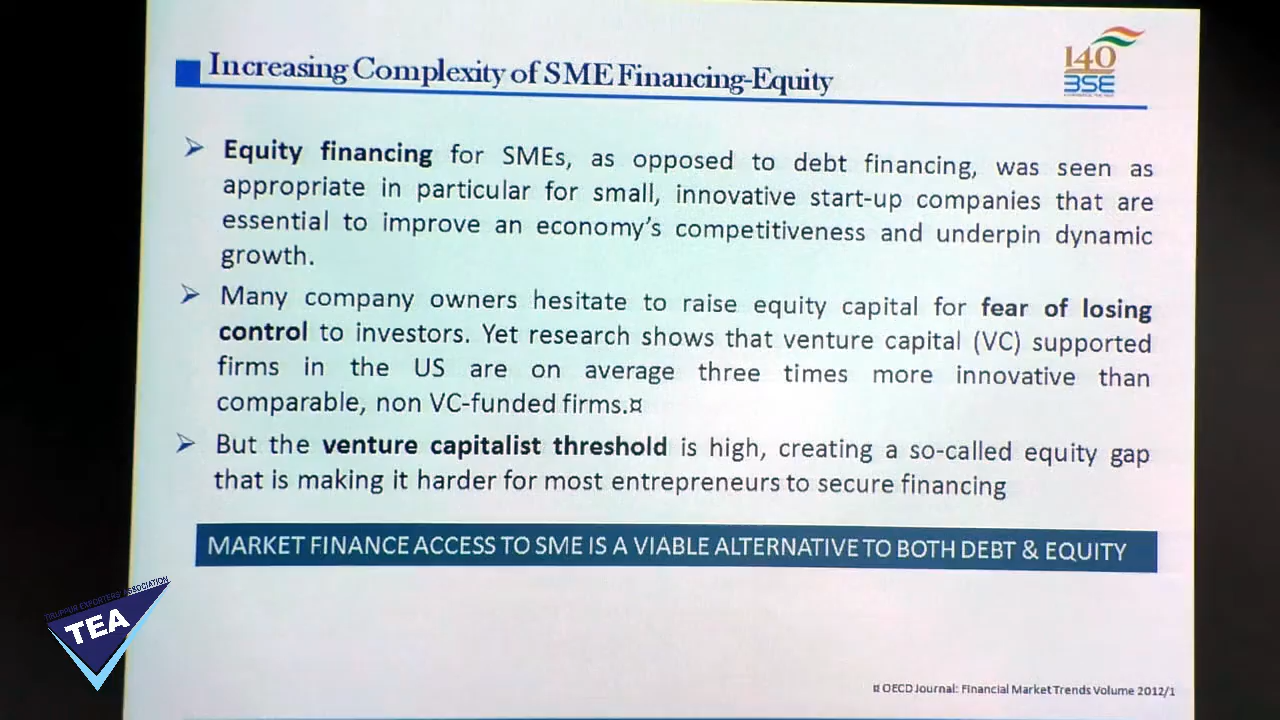 Increasing Complexity of SME Financing-Equity
140
BSE
➢ Equity financing for SMEs, as opposed to debt financing, was seen as
appropriate in particular for small, innovative start-up companies that are
essential to improve an economy's competitiveness and underpin dynamic
growth.
➢ Many company owners hesitate to raise equity capital for fear of losing
control to investors. Yet research shows that venture capital (VC) supported
firms in the US are on average three times more innovative than
comparable, non VC-funded firms.¤
➢ But the venture capitalist threshold is high, creating a so-called equity gap
that is making it harder for most entrepreneurs to secure financing
MARKET FINANCE ACCESS TO SME IS A VIABLE ALTERNATIVE TO BOTH DEBT & EQUITY
TIRUPPUR EXPORTERS' ASSOCIATION
TEA
¤ OECD Journal: Financial Market Trends Volume 2012/1